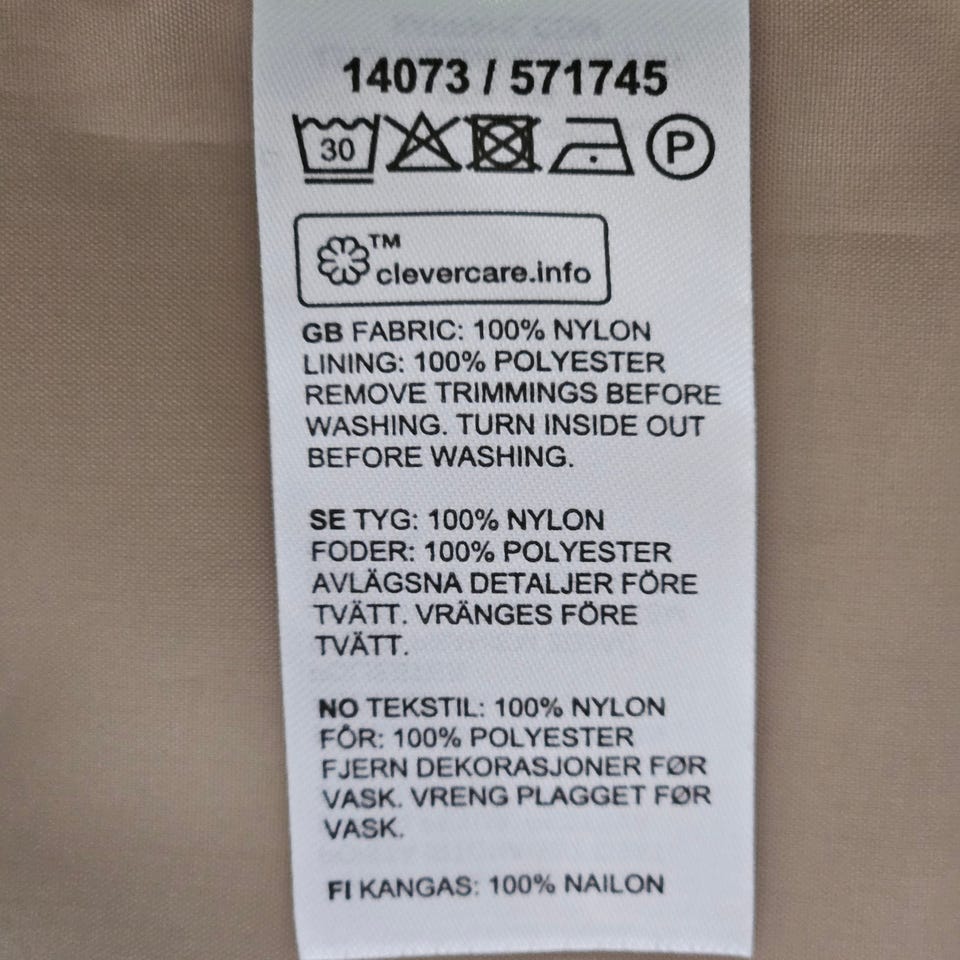 14073 / 571745
30 P
TM
clevercare.info
GB FABRIC: 100% NYLON
LINING: 100% POLYESTER
REMOVE TRIMMINGS BEFORE
WASHING. TURN INSIDE OUT
BEFORE WASHING.
SE TYG: 100% NYLON
FODER: 100% POLYESTER
AVLÄGSNA DETALJER FÖRE
TVÄTT. VRÄNGES FÖRE
TVÄTT.
NO TEKSTIL: 100% NYLON
FÔR: 100% POLYESTER
FJERN DEKORASJONER FØR
VASK. VRENG PLAGGET FØR
VASK.
FI KANGAS: 100% NAILON